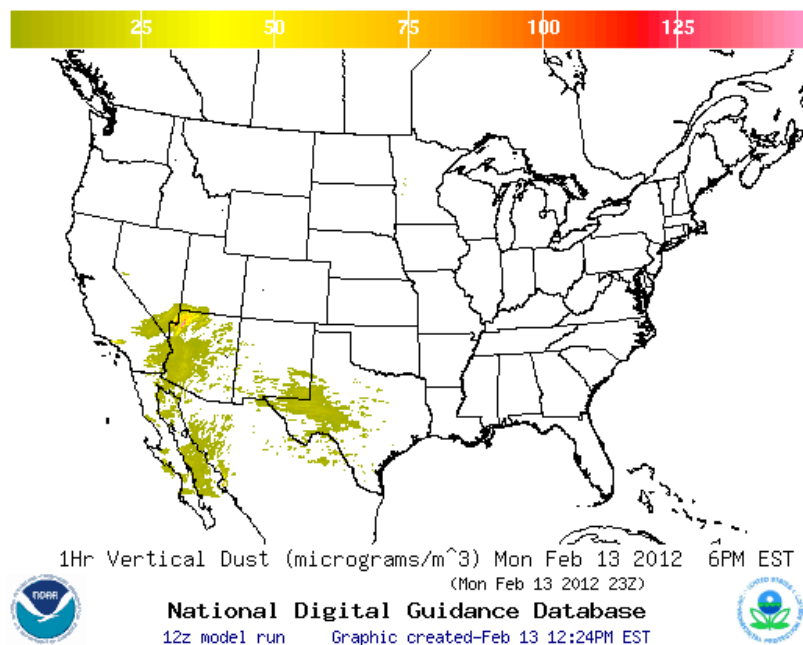 25 50 75 100 125
1Hr Vertical Dust (micrograms/m^3) Mon Feb 13 2012 6PM EST
(Mon Feb 13 2012 23Z)
National Digital Guidance Database
12z model run Graphic created-Feb 13 12:24PM EST
NOAA